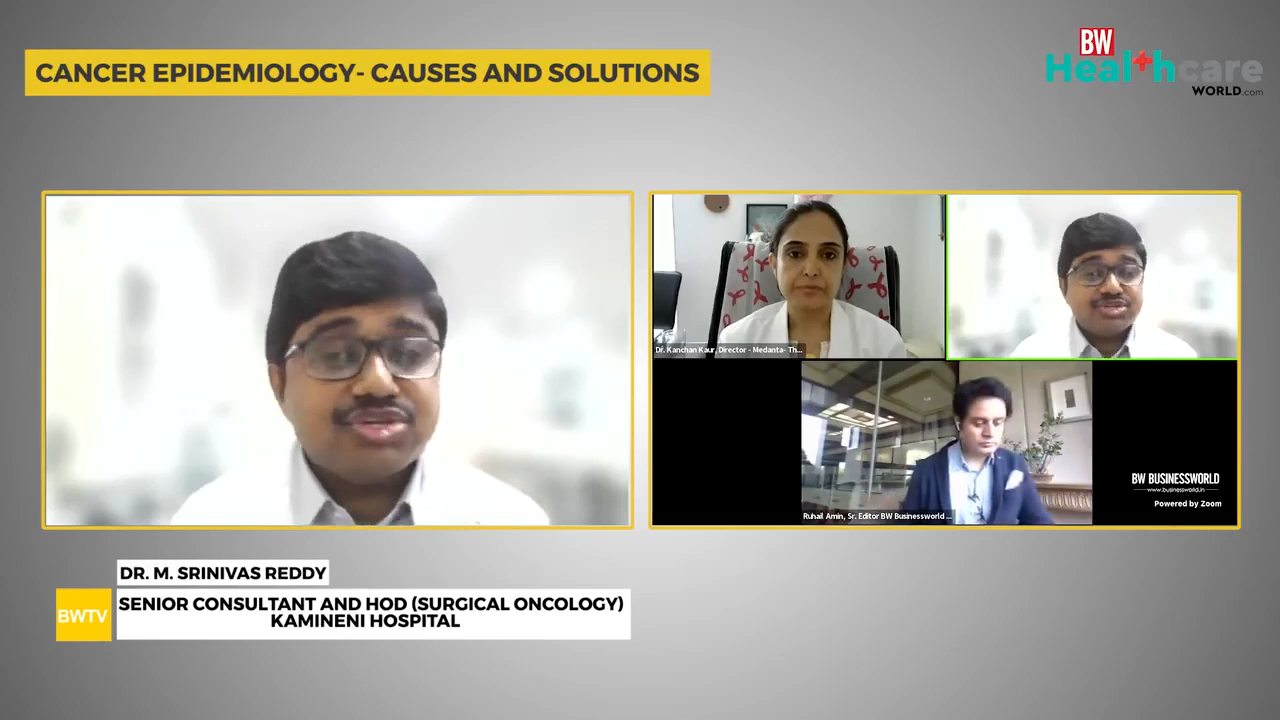 CANCER EPIDEMIOLOGY- CAUSES AND SOLUTIONS
BW
Healthcare
WORLD.com
Dr. Kanchan Kaur, Director - Medanta- Th...
Ruhail Amin, Sr. Editor BW Businessworld ...
BW BUSINESSWORLD
www.businessworld.in
Powered by Zoom
DR. M. SRINIVAS REDDY
BWTV
SENIOR CONSULTANT AND HOD (SURGICAL ONCOLOGY)
KAMINENI HOSPITAL